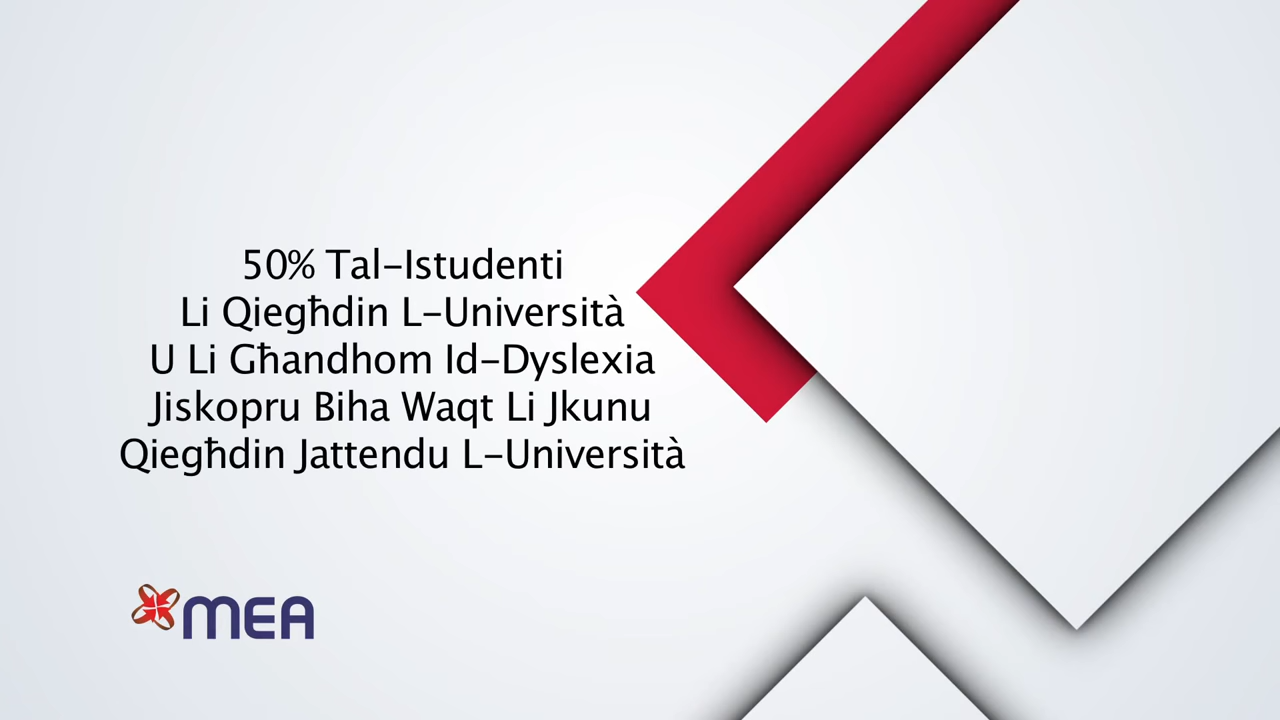 50% Tal-Istudenti
Li Qiegħdin L-Università
U Li Għandhom Id-Dyslexia
Jiskopru Biha Waqt Li Jkunu
Qiegħdin Jattendu L-Università
MEA